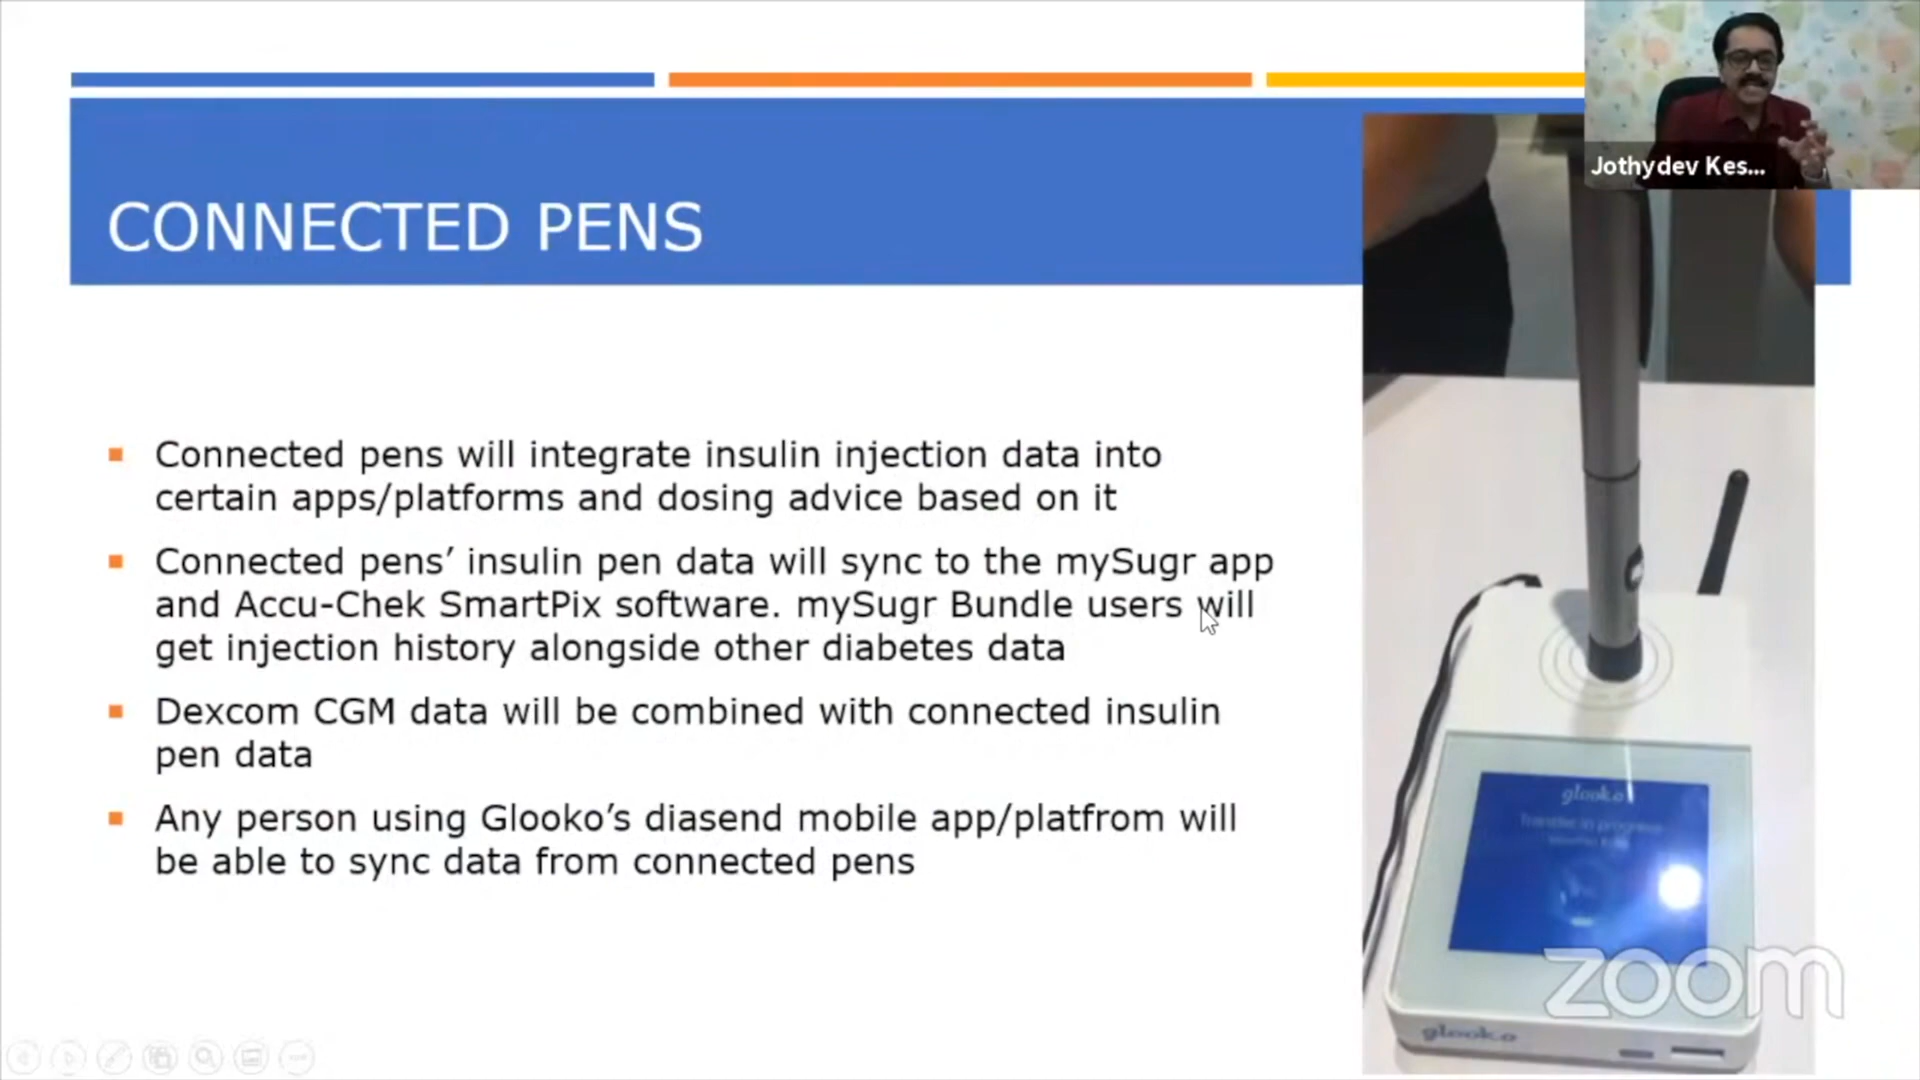 Jothydev Kes...
CONNECTED PENS
Connected pens will integrate insulin injection data into
certain apps/platforms and dosing advice based on it
Connected pens’ insulin pen data will sync to the mySugr app
and Accu-Chek SmartPix software. mySugr Bundle users will
get injection history alongside other diabetes data
Dexcom CGM data will be combined with connected insulin
pen data
Any person using Glooko’s diasend mobile app/platfrom will
be able to sync data from connected pens
glooko
Transfer in progress
zoom
glooko